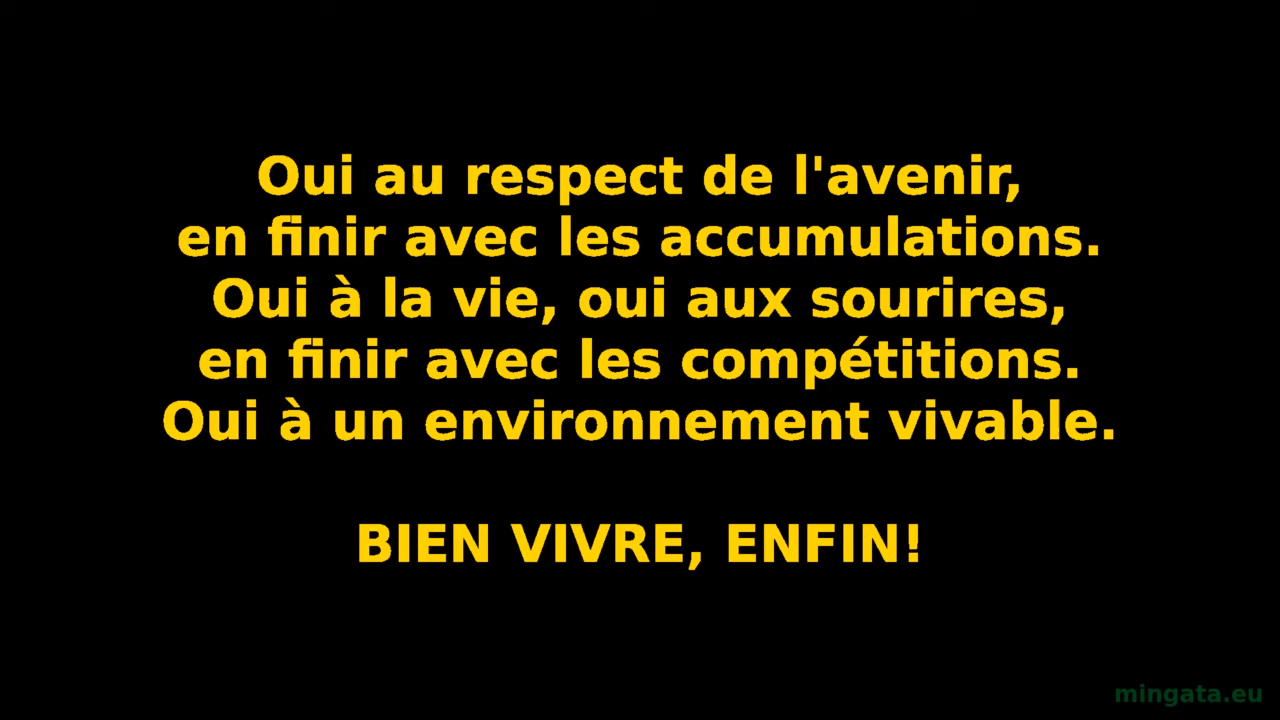 Oui au respect de l'avenir,
en finir avec les accumulations.
Oui à la vie, oui aux sourires,
en finir avec les compétitions.
Oui à un environnement vivable.
BIEN VIVRE, ENFIN!
mingata.eu